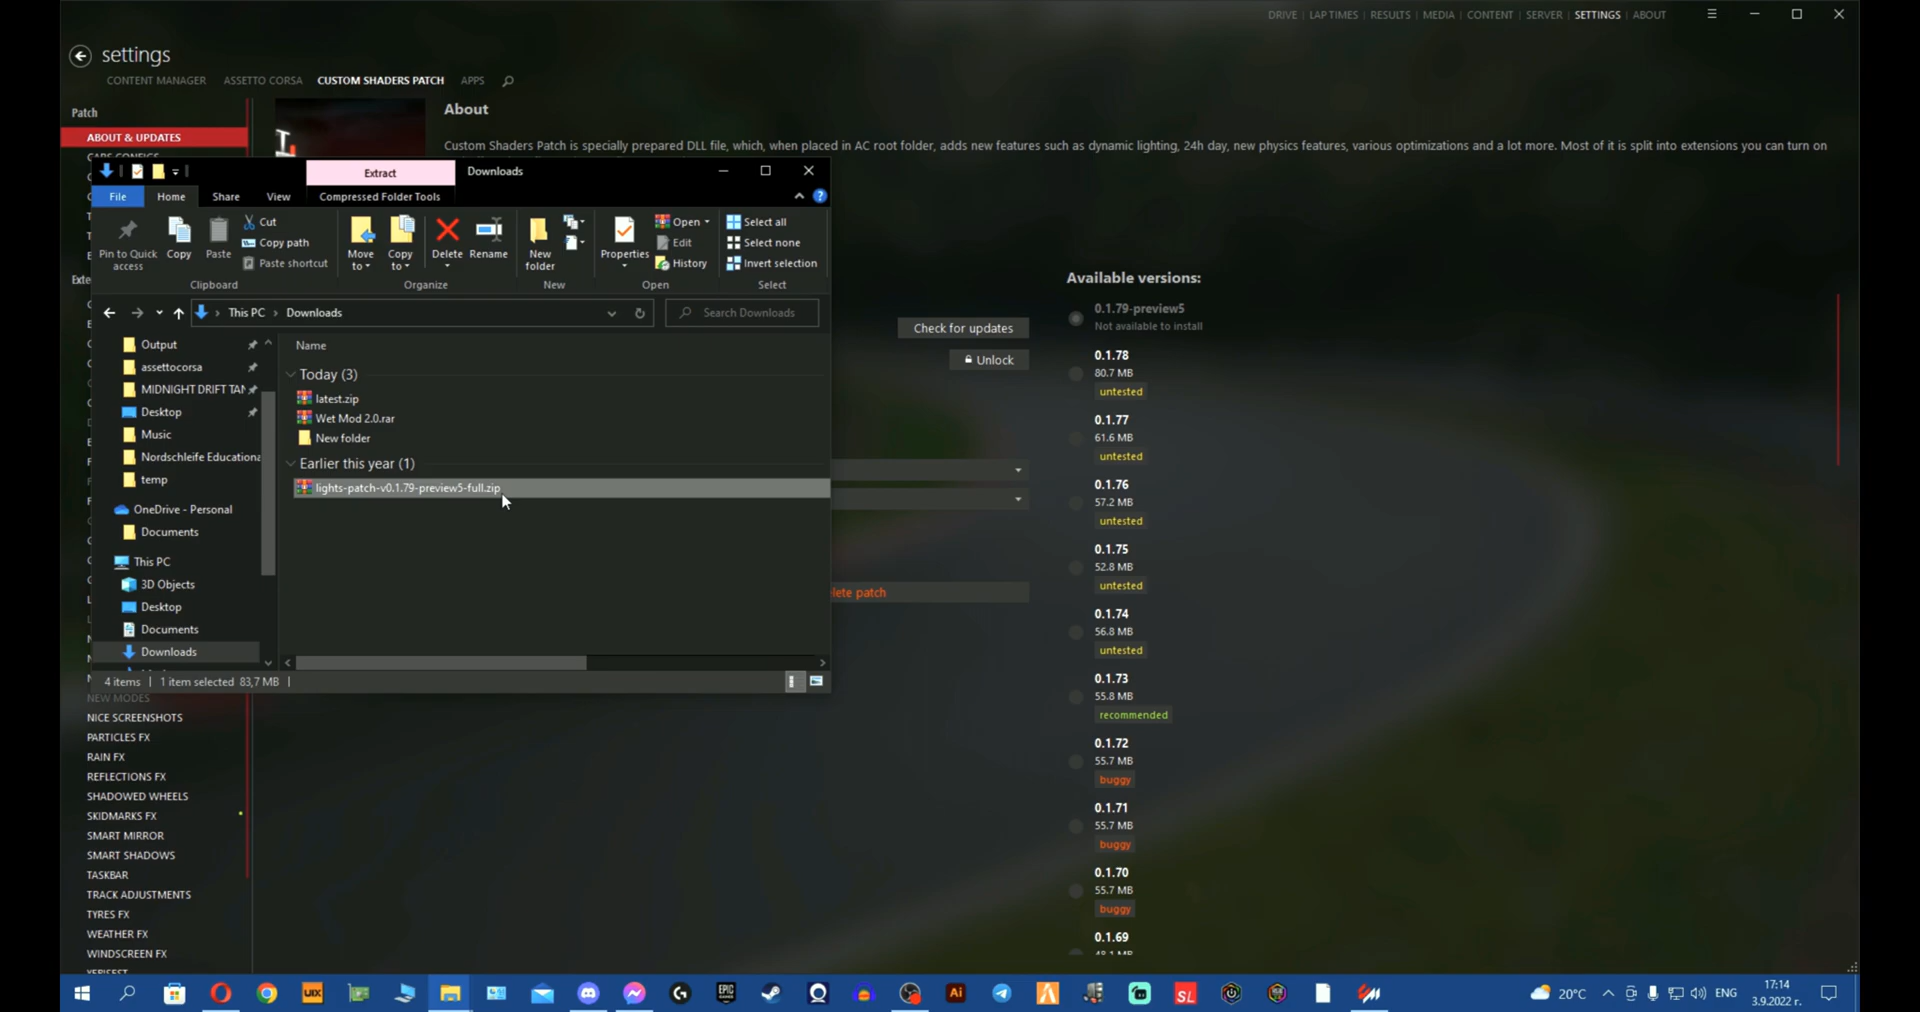 DRIVE | LAP TIMES | RESULTS | MEDIA | CONTENT | SERVER | SETTINGS | ABOUT
settings
CONTENT MANAGER ASSETTO CORSA CUSTOM SHADERS PATCH APPS
Patch
ABOUT & UPDATES
About
Custom Shaders Patch is specially prepared DLL file, which, when placed in AC root folder, adds new features such as dynamic lighting, 24h day, new physics features, various optimizations and a lot more. Most of it is split into extensions you can turn on
Extract
Downloads
File
Home
Share
View
Compressed Folder Tools
Pin to Quick access
Copy
Paste
Cut
Copy path
Paste shortcut
Clipboard
Move to
Copy to
Delete
Rename
Organize
New folder
New
Properties
Open
Edit
History
Open
Select all
Select none
Invert selection
Select
This PC > Downloads
Search Downloads
Output
assettocorsa
MIDNIGHT DRIFT TAN
Desktop
Music
Nordschleife Educationa
temp
OneDrive - Personal
Documents
This PC
3D Objects
Desktop
Documents
Downloads
Name
Today (3)
latest.zip
Wet Mod 2.0.rar
New folder
Earlier this year (1)
lights-patch-v0.1.79-preview5-full.zip
4 items | 1 item selected 83,7 MB |
Check for updates
Unlock
elete patch
Available versions:
0.1.79-preview5
Not available to install
0.1.78
80.7 MB
untested
0.1.77
61.6 MB
untested
0.1.76
57.2 MB
untested
0.1.75
52.8 MB
untested
0.1.74
56.8 MB
untested
0.1.73
55.8 MB
recommended
0.1.72
55.7 MB
buggy
0.1.71
55.7 MB
buggy
0.1.70
55.7 MB
buggy
0.1.69
NEW MODES
NICE SCREENSHOTS
PARTICLES FX
RAIN FX
REFLECTIONS FX
SHADOWED WHEELS
SKIDMARKS FX
SMART MIRROR
SMART SHADOWS
TASKBAR
TRACK ADJUSTMENTS
TYRES FX
WEATHER FX
WINDSCREEN FX
UIX
EPIC GAMES
Ai
SL
20°C
ENG
17:14
3.9.2022 г.